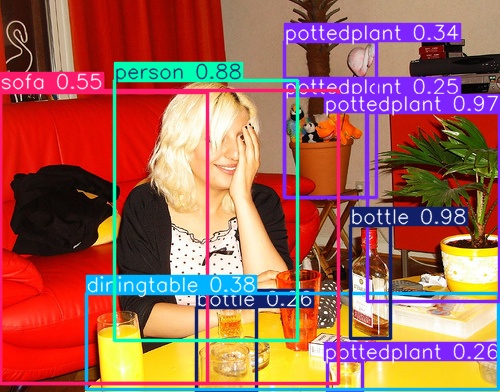 pottedplant 0.34
person 0.88
sofa 0.55
pottedplant 0.25
pottedplant 0.97
bottle 0.98
diningtable 0.38
bottle 0.26
pottedplant 0.26